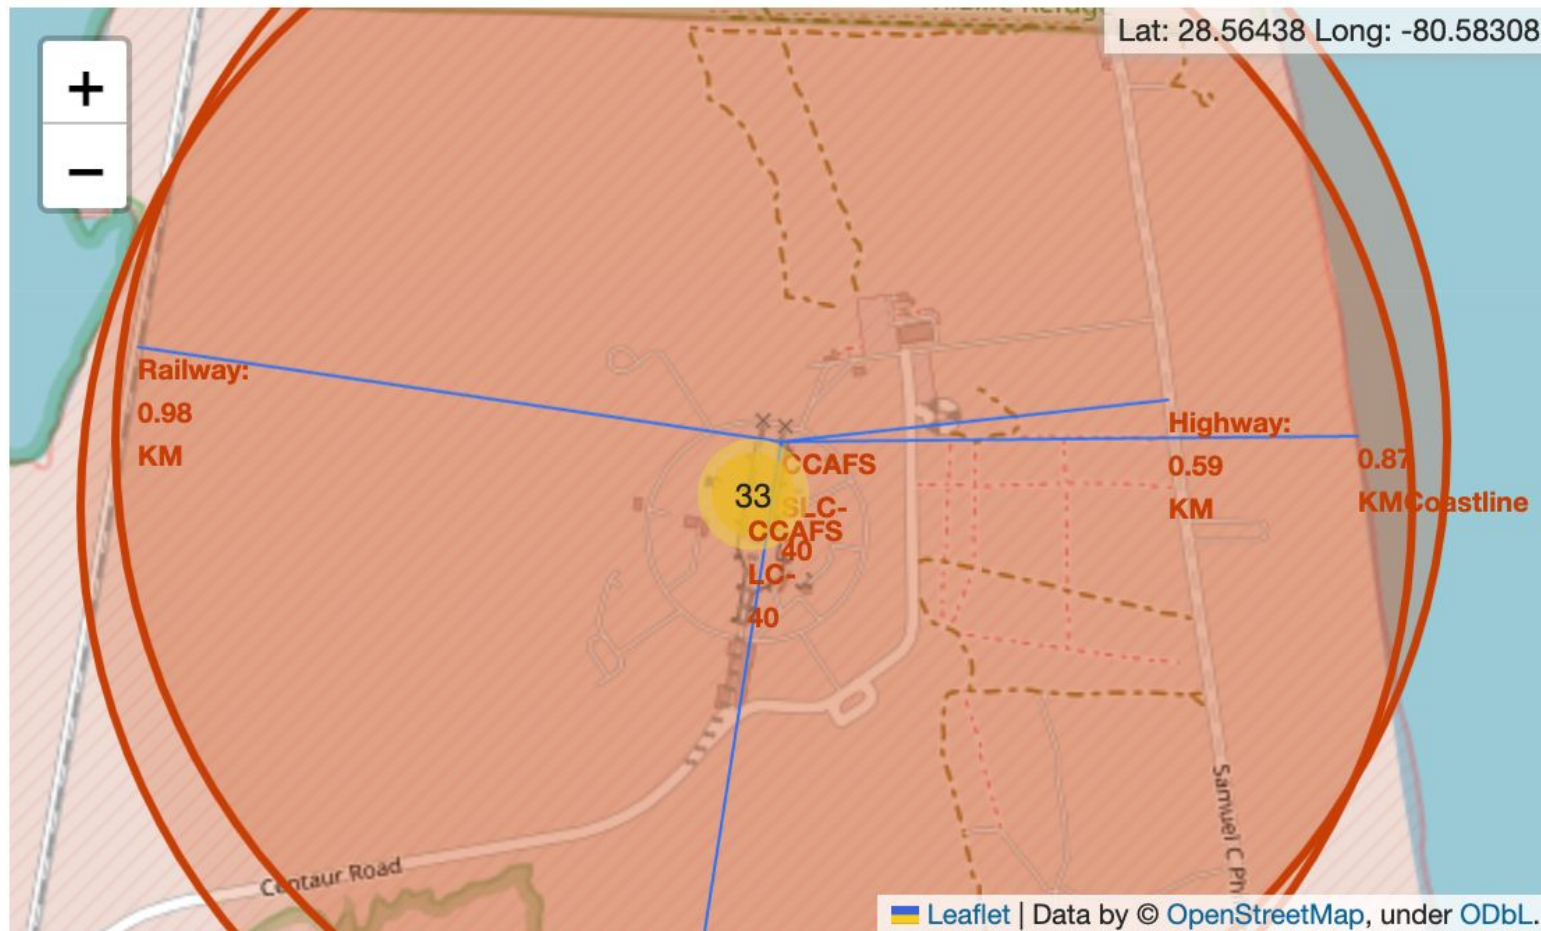 Lat: 28.56438 Long: -80.58308
+
−
Railway:
0.98
KM
CCAFS
SLC-
40
33
CCAFS
LC-
40
Highway:
0.59
KM
0.87
KMCoastline
Centaur Road
Samuel C Ph
Leaflet | Data by © OpenStreetMap, under ODbL.